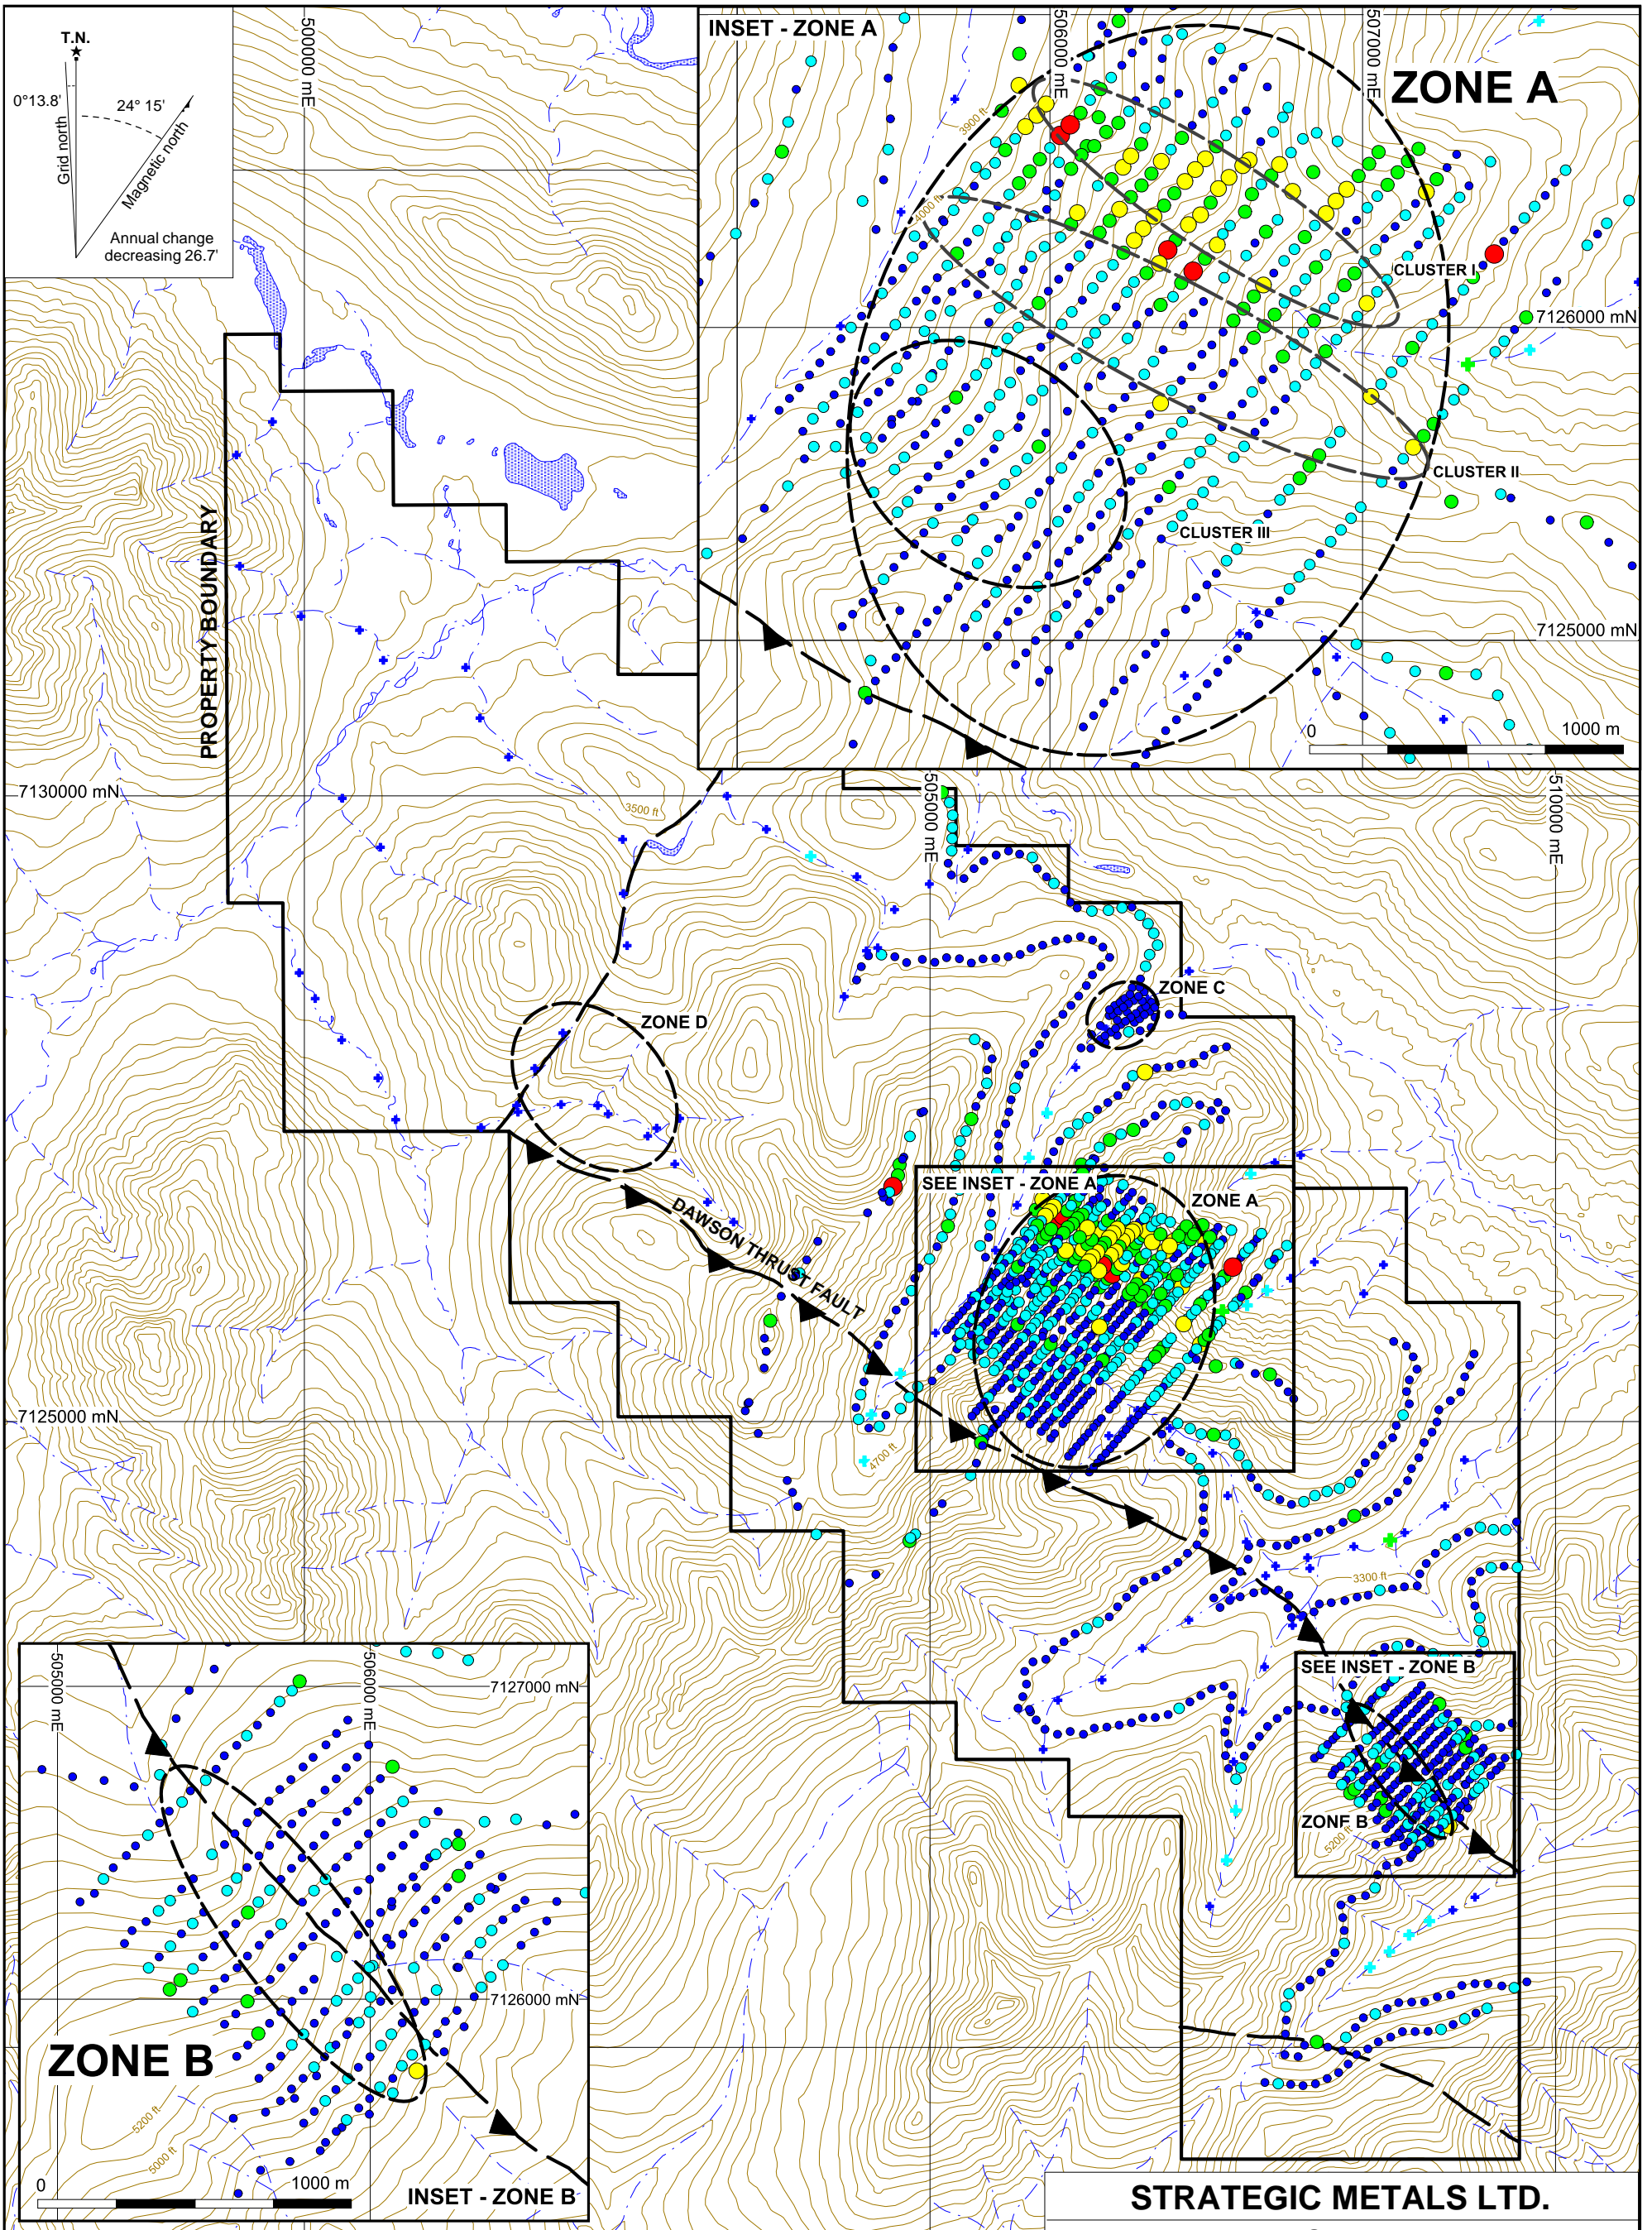 T.N.
0°13.8'
24° 15'
Grid north
Magnetic north
Annual change
decreasing 26.7'
500000 mE
INSET - ZONE A
506000 mE
507000 mE
ZONE A
3900 ft
4000 ft
CLUSTER I
7126000 mN
CLUSTER II
CLUSTER III
7125000 mN
0
1000 m
PROPERTY BOUNDARY
7130000 mN
3500 ft
505000 mE
510000 mE
ZONE C
ZONE D
SEE INSET - ZONE A
ZONE A
DAWSON THRUST FAULT
7125000 mN
4700 ft
3300 ft
SEE INSET - ZONE B
ZONE B
5200 ft
505000 mE
506000 mE
7127000 mN
7126000 mN
ZONE B
5200 ft
5000 ft
0
1000 m
INSET - ZONE B
STRATEGIC METALS LTD.